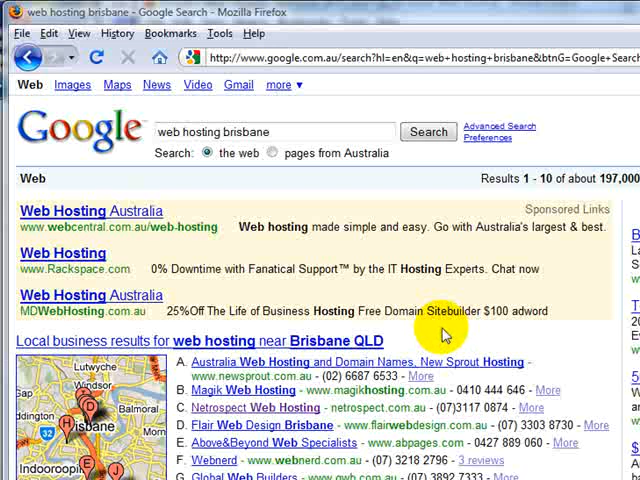 web hosting brisbane - Google Search - Mozilla Firefox
File Edit View History Bookmarks Tools Help
http://www.google.com.au/search?hl=en&q=web+hosting+brisbane&btnG=Google+Search
Web Images Maps News Video Gmail more ▼
Google
web hosting brisbane Search Advanced Search
Preferences
Search: the web pages from Australia
Web Results 1 - 10 of about 197,000
Web Hosting Australia Sponsored Links
www.webcentral.com.au/web-hosting Web hosting made simple and easy. Go with Australia's largest & best.
Web Hosting
www.Rackspace.com 0% Downtime with Fanatical Support™ by the IT Hosting Experts. Chat now
Web Hosting Australia
MDWebHosting.com.au 25%Off The Life of Business Hosting Free Domain Sitebuilder $100 adword
Local business results for web hosting near Brisbane QLD
A. Australia Web Hosting and Domain Names, New Sprout Hosting -
www.newsprout.com.au - (02) 6687 6533 - More
B. Magik Web Hosting - www.magikhosting.com - 0410 444 646 - More
C. Netrospect Web Hosting - netrospect.com.au - (07)3117 0874 - More
D. Flair Web Design Brisbane - www.flairwebdesign.com.au - (07) 3303 8730 - More
E. Above&Beyond Web Specialists - www.abpages.com - 0427 889 060 - More
F. Webnerd - www.webnerd.com.au - (07) 3218 2796 - 3 reviews
G. Global Web Builders - www.gwb.com.au - (07) 3892 7333 - More
Lutwyche
Windsor
Balmoral
Brisbane
32
Indooroopi
D
H
E
J